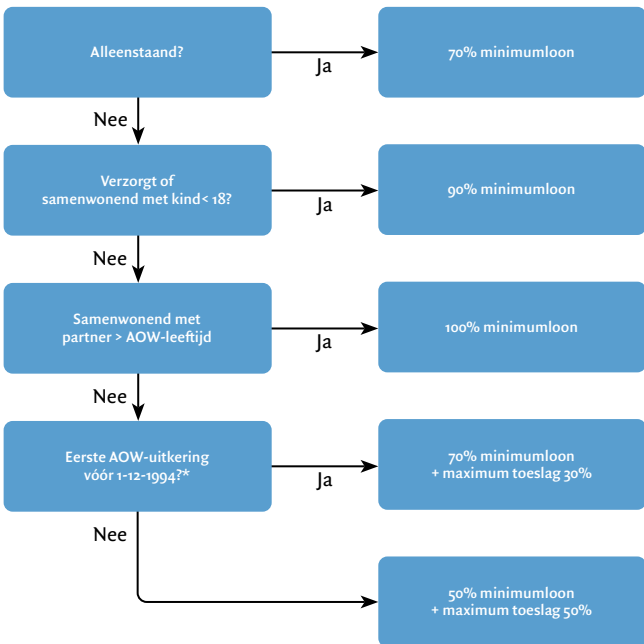 Alleenstaand?
Ja
70% minimumloon
Nee
Verzorgt of
samenwonend met kind< 18?
Ja
90% minimumloon
Nee
Samenwonend met
partner > AOW-leeftijd
Ja
100% minimumloon
Nee
Eerste AOW-uitkering
vóór 1-12-1994?*
Ja
70% minimumloon
+ maximum toeslag 30%
Nee
50% minimumloon
+ maximum toeslag 50%